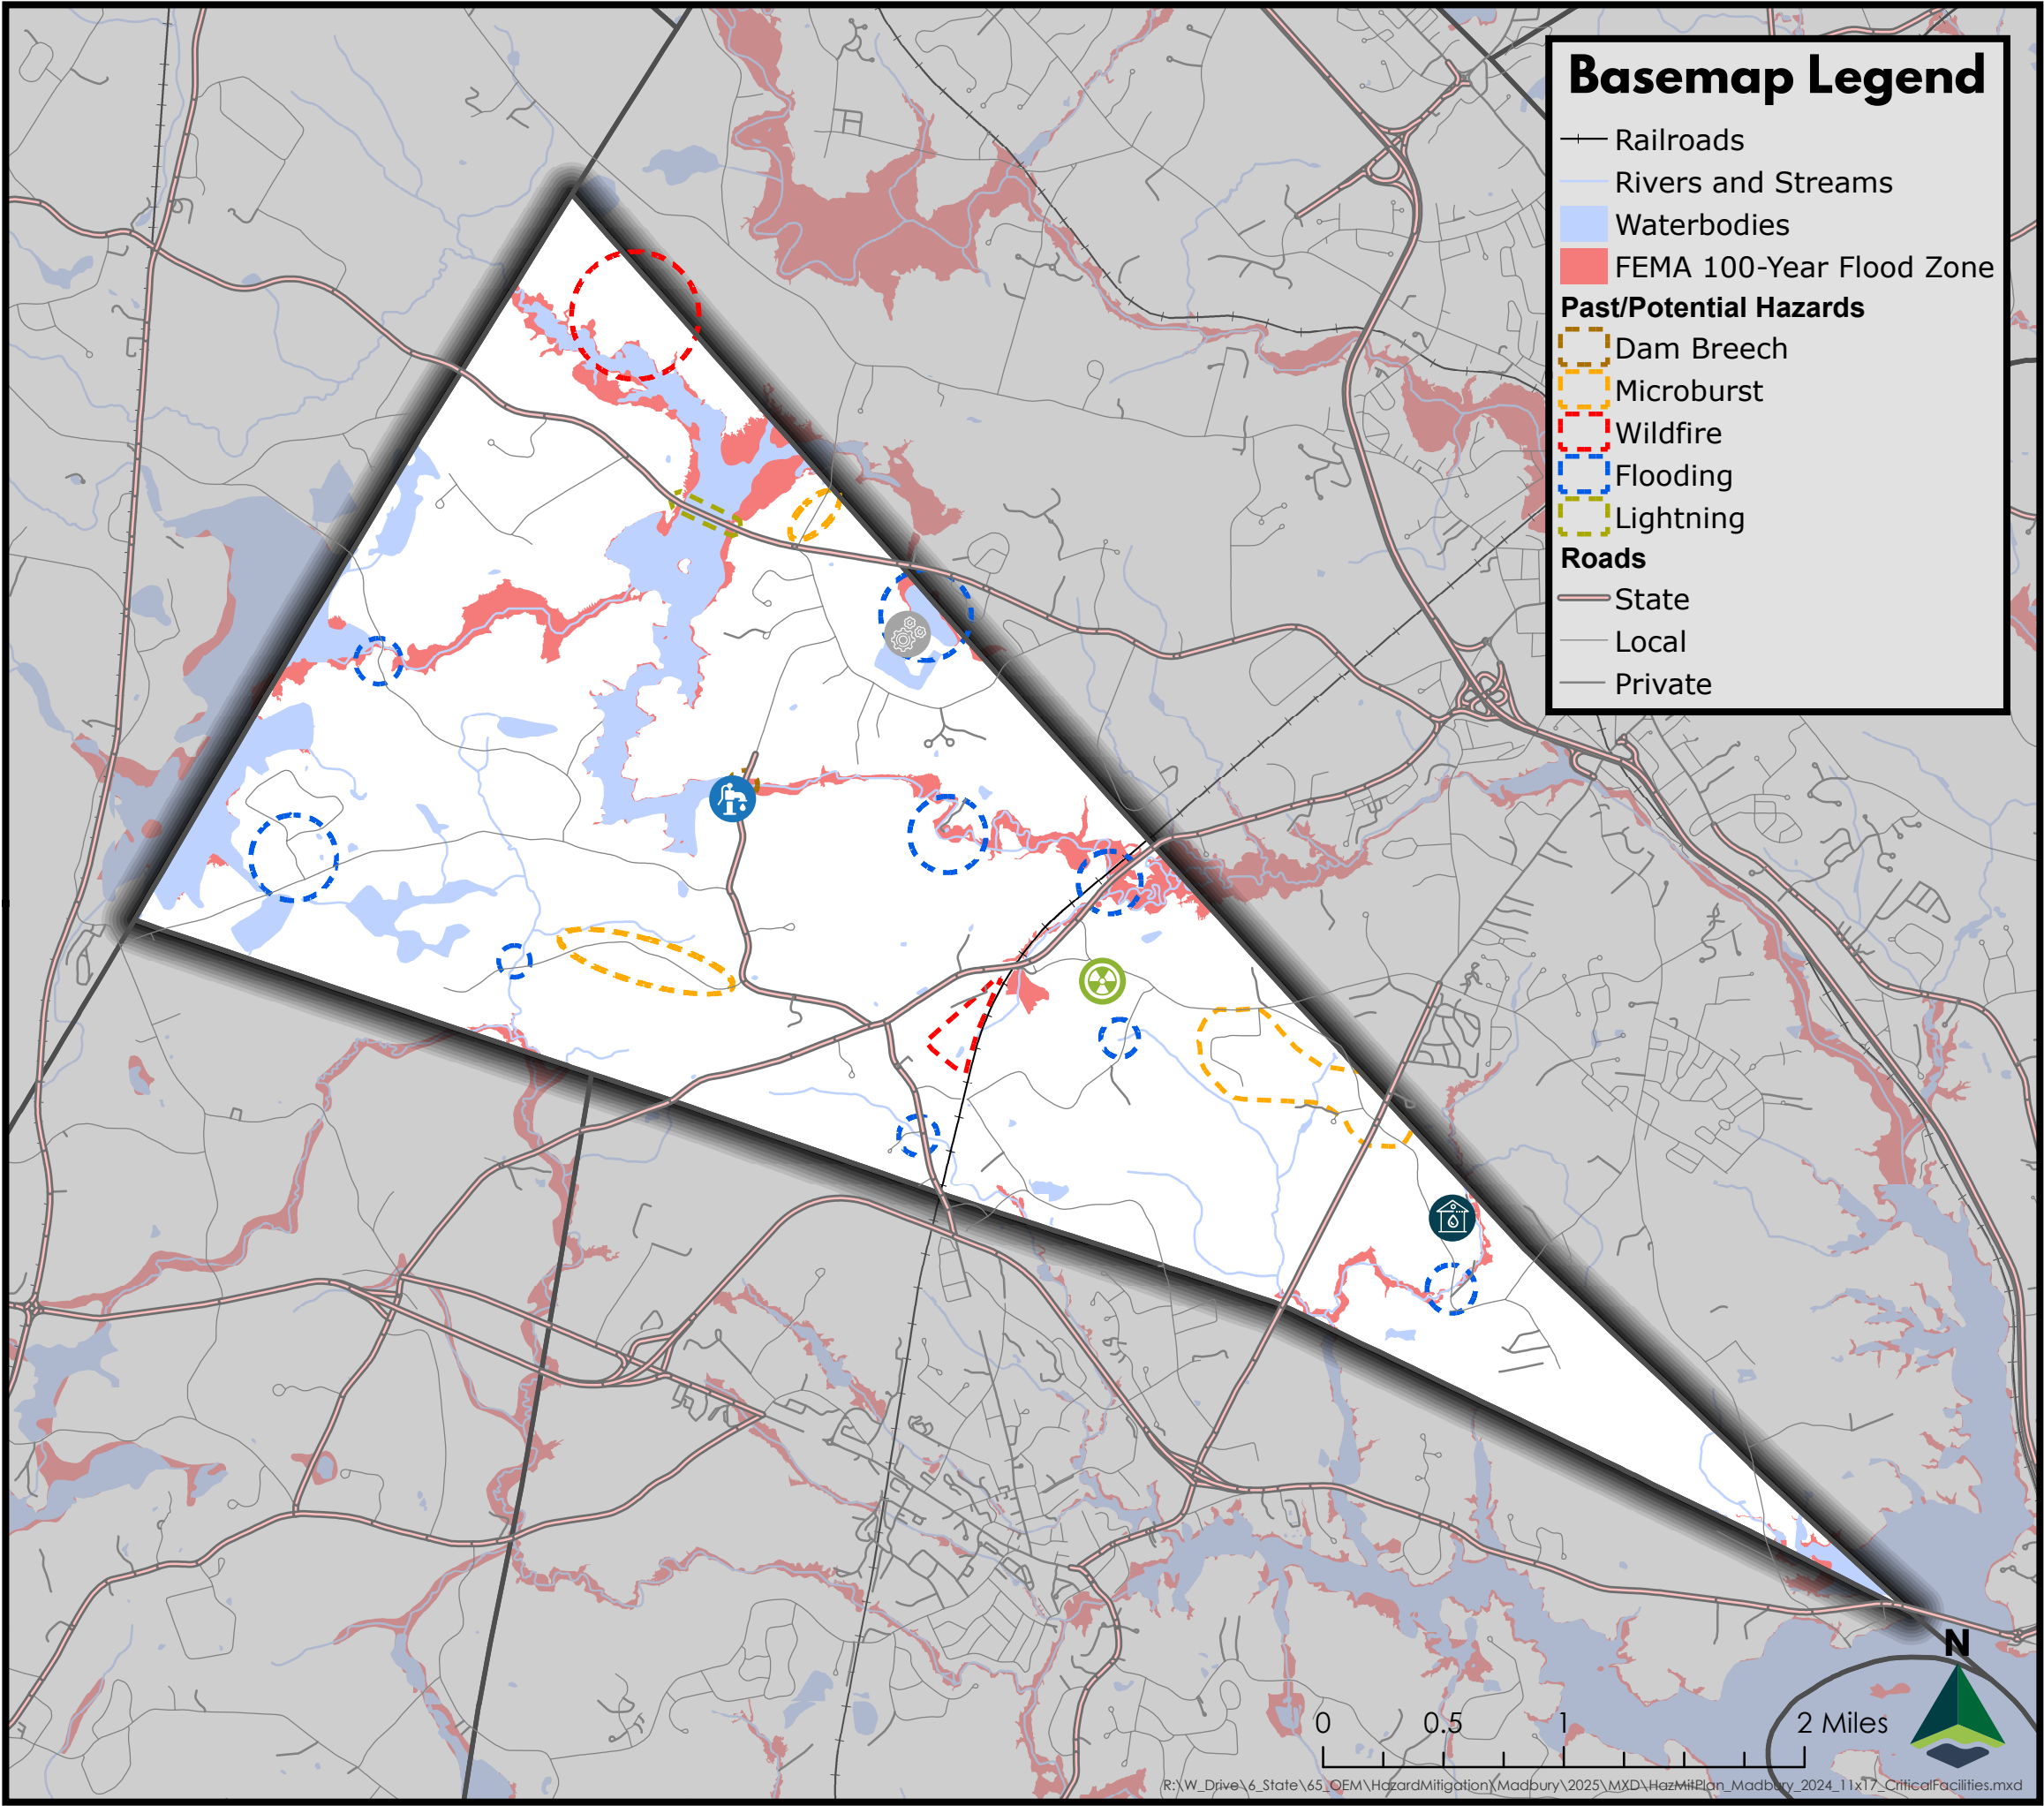 Basemap Legend
Railroads
Rivers and Streams
Waterbodies
FEMA 100-Year Flood Zone
Past/Potential Hazards
Dam Breech
Microburst
Wildfire
Flooding
Lightning
Roads
State
Local
Private
N
0 0.5 1 2 Miles
R:\W_Drive\6_State\65_OEM\HazardMitigation\Madbury\2025\MXD\HazMitPlan_Madbury_2024_11x17_CriticalFacilities.mxd